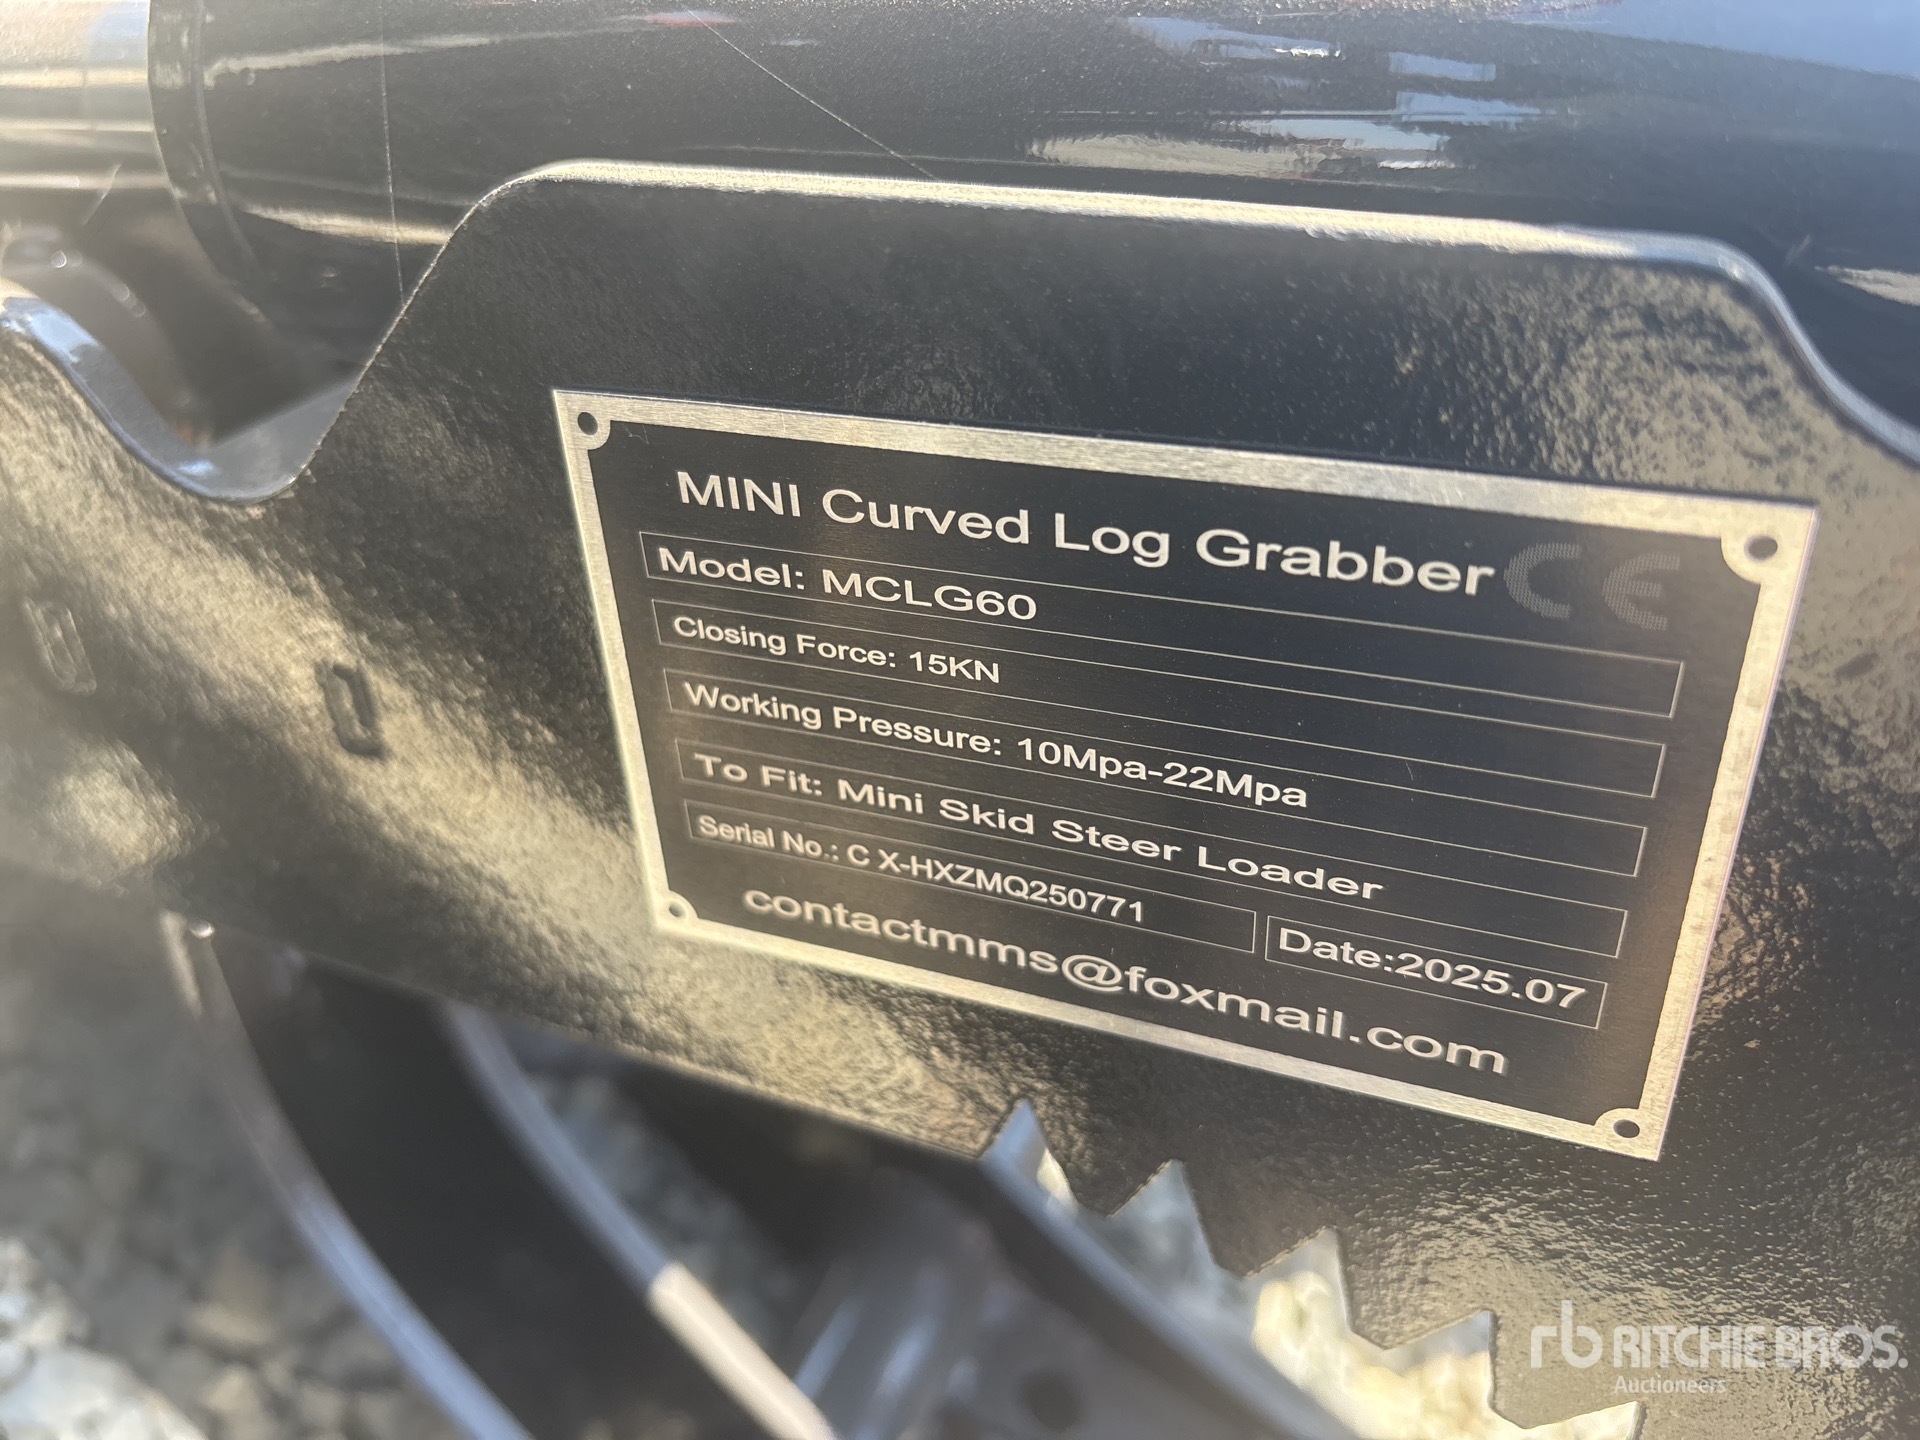 MINI Curved Log Grabber CE
Model: MCLG60
Closing Force: 15KN
Working Pressure: 10Mpa-22Mpa
To Fit: Mini Skid Steer Loader
Serial No.: C X-HXZMQ250771
Date:2025.07
contactmms@foxmail.com
rb RITCHIE BROS.
Auctioneers